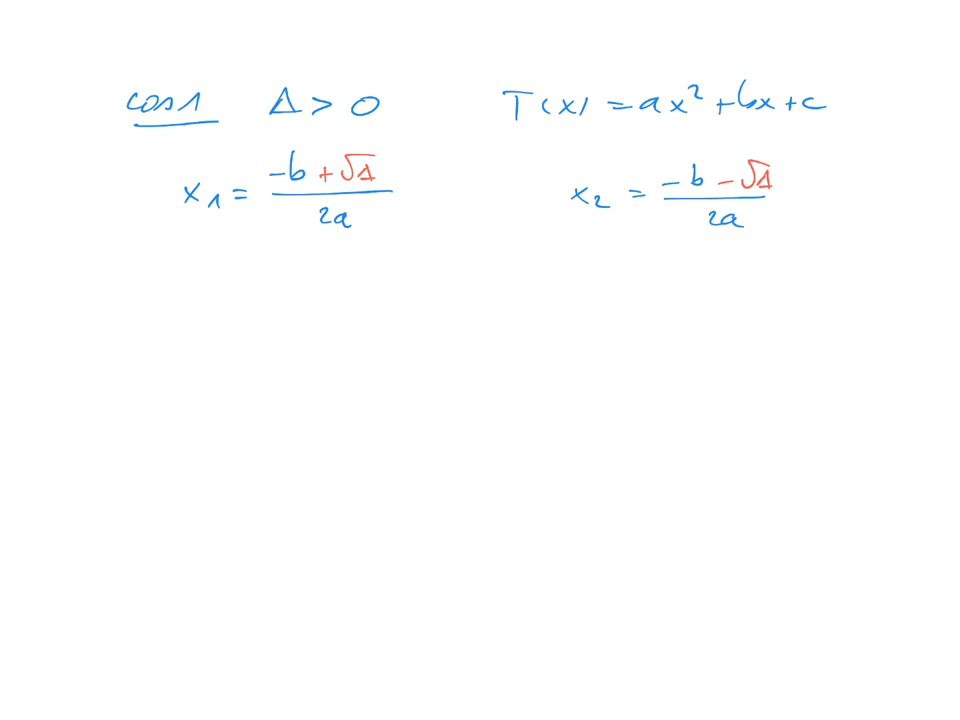 cas 1 Δ > 0 T(x) = ax² + bx + c
x₁ = (-b + √Δ) / 2a x₂ = (-b - √Δ) / 2a